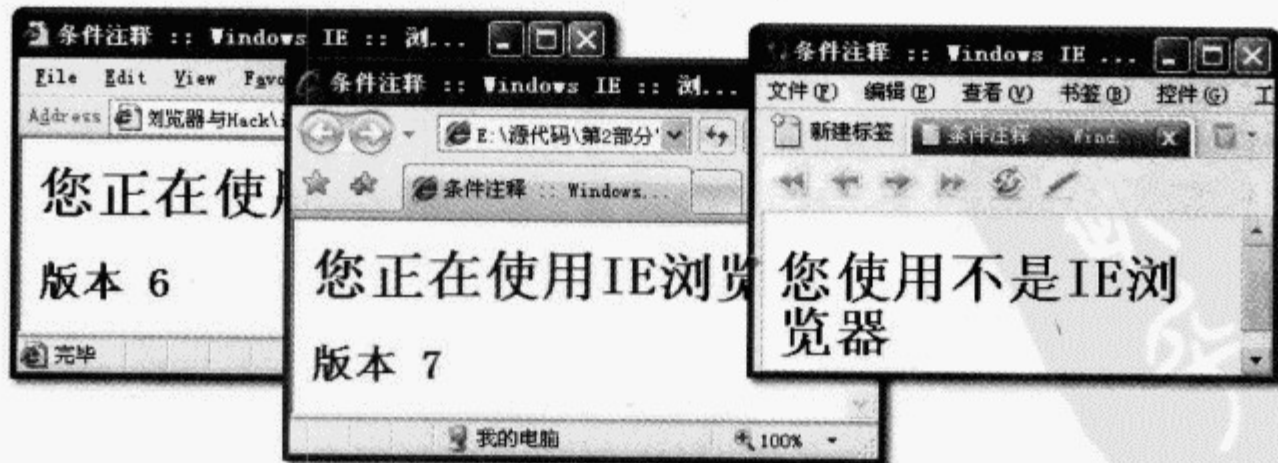 条件注释 :: Windows IE :: 浏...
File Edit View Favo
Address 浏览器与Hack\
您正在使用
版本 6
完毕
条件注释 :: Windows IE :: 浏...
E:\源代码\第2部分
条件注释 :: Windows...
您正在使用IE浏览
版本 7
我的电脑 100%
条件注释 :: Windows IE ...
文件(F) 编辑(E) 查看(V) 书签(B) 控件(G) 工
新建标签 条件注释 Wind
您使用不是IE浏
览器